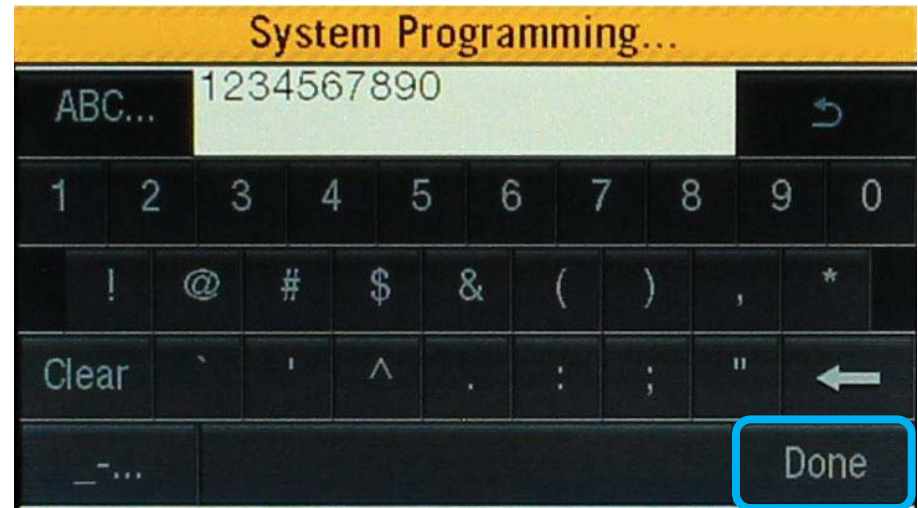 System Programming...
ABC... 1234567890
1 2 3 4 5 6 7 8 9 0
! @ # $ & ( ) , *
Clear ` ' ^ . : ; "
_-... Done